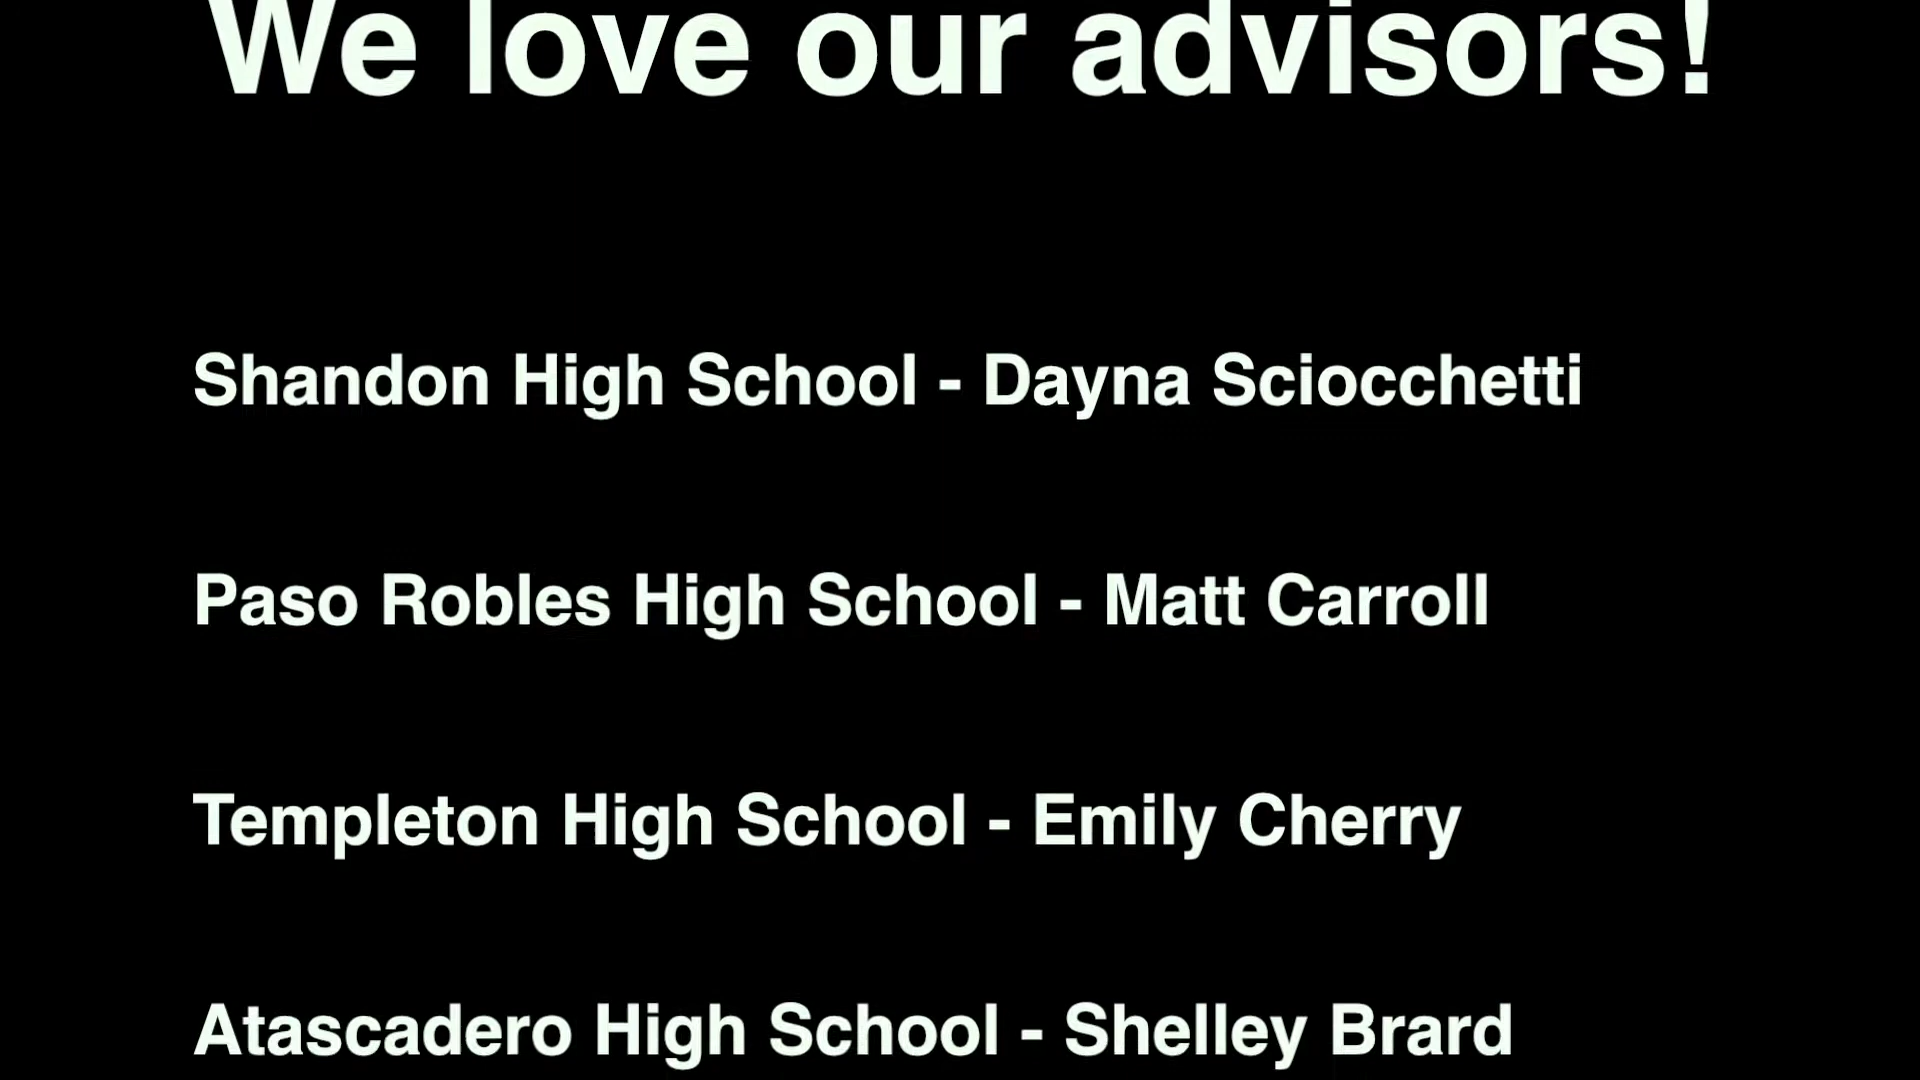 We love our advisors!
Shandon High School - Dayna Sciocchetti
Paso Robles High School - Matt Carroll
Templeton High School - Emily Cherry
Atascadero High School - Shelley Brard